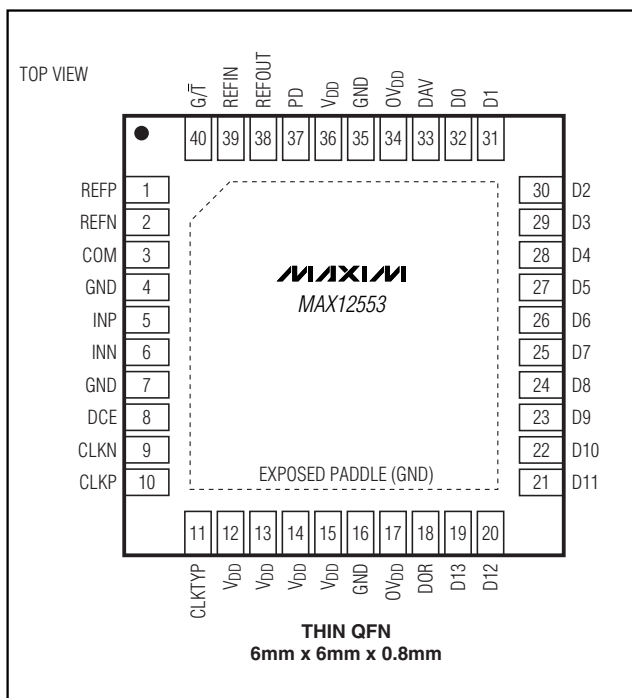 TOP VIEW
G/T̅ REFIN REFOUT PD VDD GND OVDD DAV D0 D1
40 39 38 37 36 35 34 33 32 31
REFP 1
REFN 2
COM 3
GND 4
INP 5
INN 6
GND 7
DCE 8
CLKN 9
CLKP 10
30 D2
29 D3
28 D4
27 D5
26 D6
25 D7
24 D8
23 D9
22 D10
21 D11
MAXIM
MAX12553
EXPOSED PADDLE (GND)
11 12 13 14 15 16 17 18 19 20
CLKTYP VDD VDD VDD VDD GND OVDD DOR D13 D12
THIN QFN
6mm x 6mm x 0.8mm